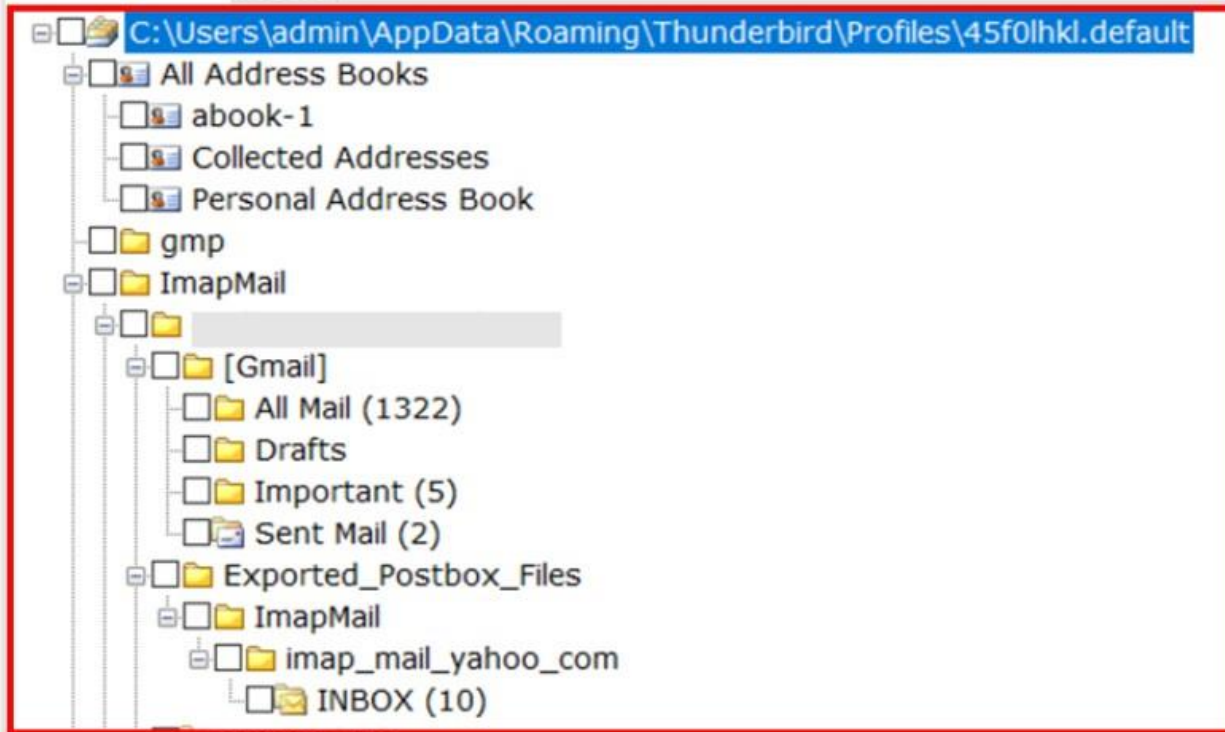 C:\Users\admin\AppData\Roaming\Thunderbird\Profiles\45f0lhkl.default
All Address Books
abook-1
Collected Addresses
Personal Address Book
gmp
ImapMail
[Gmail]
All Mail (1322)
Drafts
Important (5)
Sent Mail (2)
Exported_Postbox_Files
ImapMail
imap_mail_yahoo_com
INBOX (10)